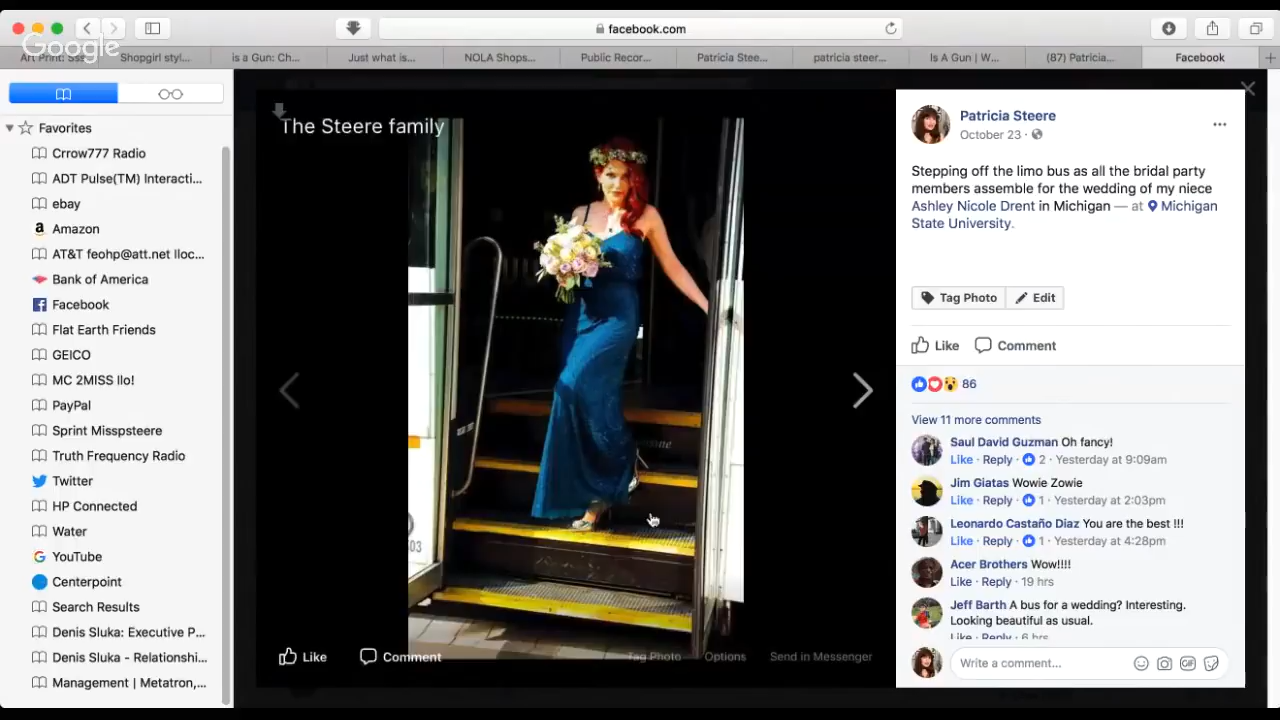 facebook.com
Google
Art Print: Sse
Shopgirl styl...
is a Gun: Ch...
Just what is...
NOLA Shops...
Public Recor...
Patricia Stee...
patricia steer...
Is A Gun | W...
(87) Patricia...
Facebook
Favorites
Crrow777 Radio
ADT Pulse(TM) Interacti...
ebay
Amazon
AT&T feohp@att.net lloc...
Bank of America
Facebook
Flat Earth Friends
GEICO
MC 2MISS llo!
PayPal
Sprint Misspsteere
Truth Frequency Radio
Twitter
HP Connected
Water
YouTube
Centerpoint
Search Results
Denis Sluka: Executive P...
Denis Sluka - Relationshi...
Management | Metatron,...
The Steere family
Like
Comment
Tag Photo
Options
Send in Messenger
Patricia Steere
October 23 ·
Stepping off the limo bus as all the bridal party
members assemble for the wedding of my niece
Ashley Nicole Drent in Michigan — at Michigan
State University.
Tag Photo
Edit
Like
Comment
86
View 11 more comments
Saul David Guzman Oh fancy!
Like · Reply · 2 · Yesterday at 9:09am
Jim Giatas Wowie Zowie
Like · Reply · 1 · Yesterday at 2:03pm
Leonardo Castaño Diaz You are the best !!!
Like · Reply · 1 · Yesterday at 4:28pm
Acer Brothers Wow!!!!
Like · Reply · 19 hrs
Jeff Barth A bus for a wedding? Interesting.
Looking beautiful as usual.
Like · Reply · 6 hrs
Write a comment...
GIF